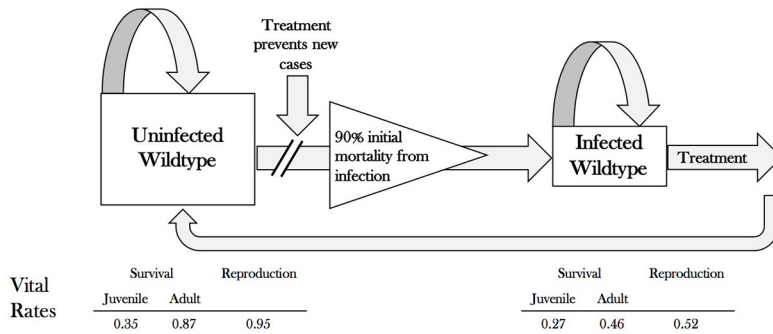 Treatment
prevents new
cases
Uninfected
Wildtype
90% initial
mortality from
infection
Infected
Wildtype
Treatment
Vital
Rates
Survival Reproduction
Juvenile Adult
0.35 0.87 0.95
Survival Reproduction
Juvenile Adult
0.27 0.46 0.52